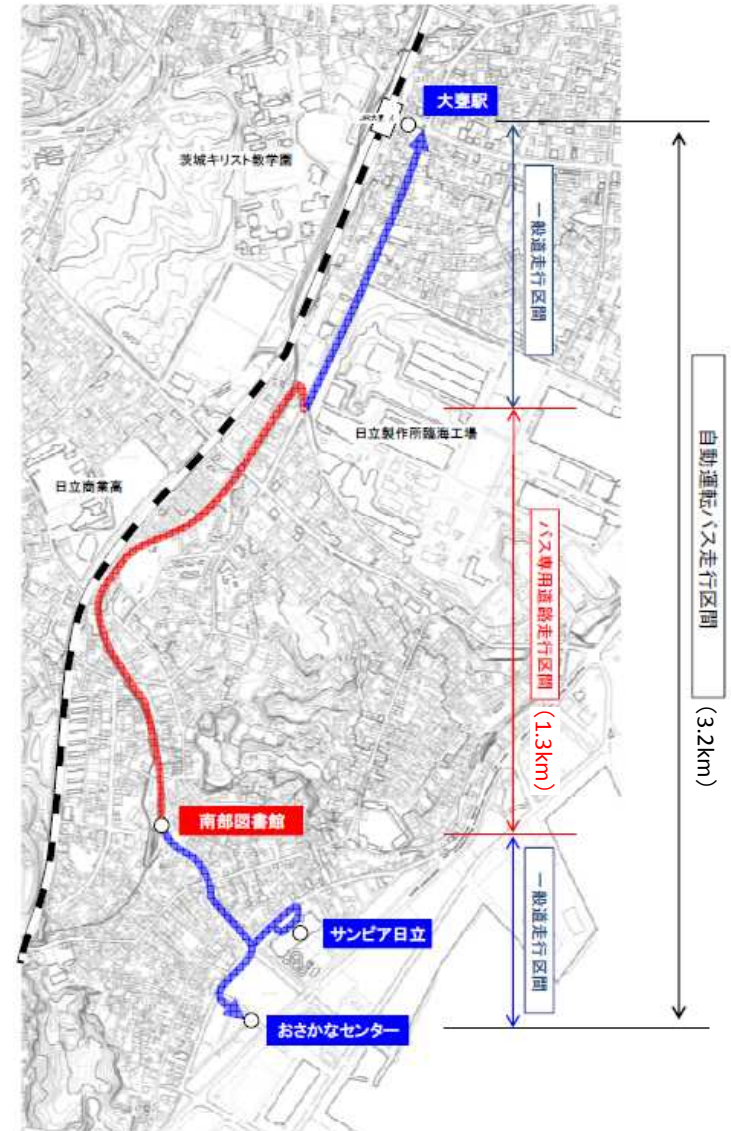 大甕駅
茨城キリスト教学園
一般道走行区間
日立製作所臨海工場
日立商業高
自動運転バス走行区間
(3.2km)
バス専用道路走行区間
(1.3km)
南部図書館
サンピア日立
一般道走行区間
おさかなセンター